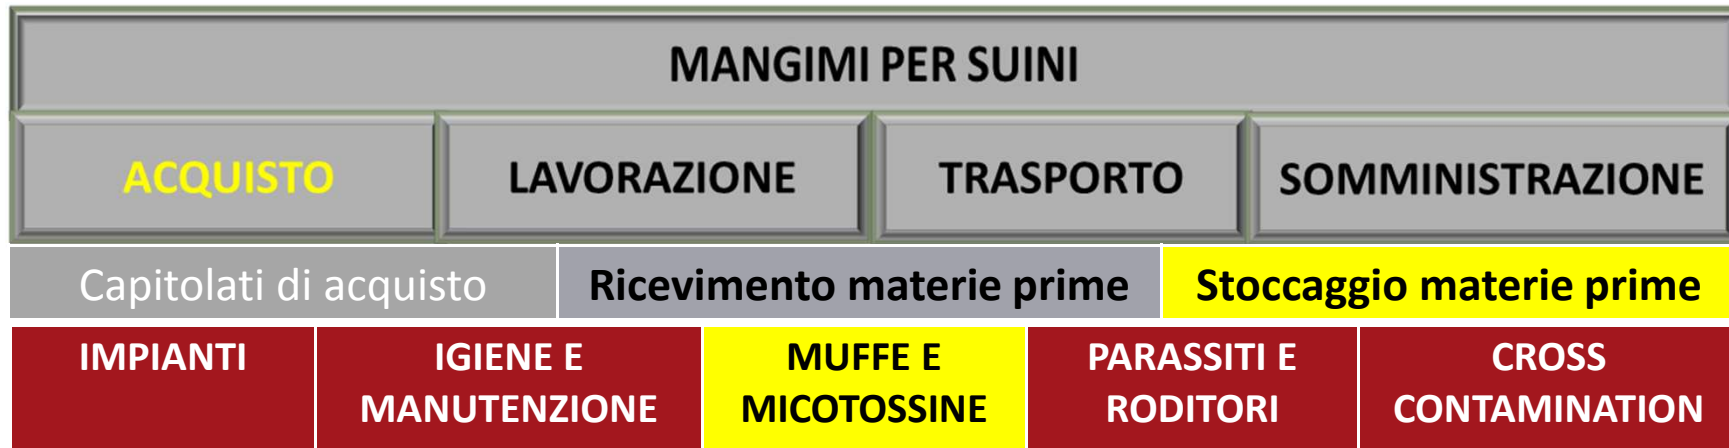 MANGIMI PER SUINI
ACQUISTO LAVORAZIONE TRASPORTO SOMMINISTRAZIONE
Capitolati di acquisto Ricevimento materie prime Stoccaggio materie prime
IMPIANTI IGIENE E MUFFE E PARASSITI E CROSS
MANUTENZIONE MICOTOSSINE RODITORI CONTAMINATION